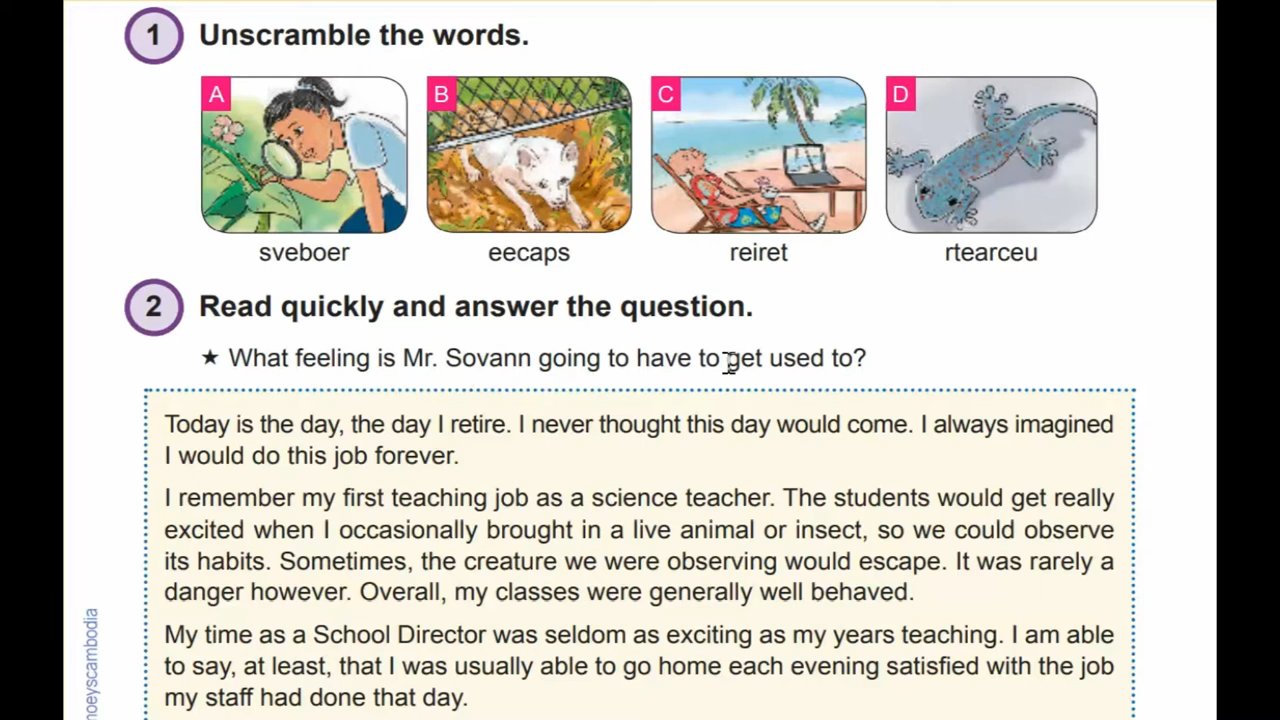 1 Unscramble the words.
A B C D
sveboer eecaps reiret rtearceu
2 Read quickly and answer the question.
★ What feeling is Mr. Sovann going to have to get used to?
Today is the day, the day I retire. I never thought this day would come. I always imagined
I would do this job forever.
I remember my first teaching job as a science teacher. The students would get really
excited when I occasionally brought in a live animal or insect, so we could observe
its habits. Sometimes, the creature we were observing would escape. It was rarely a
danger however. Overall, my classes were generally well behaved.
My time as a School Director was seldom as exciting as my years teaching. I am able
to say, at least, that I was usually able to go home each evening satisfied with the job
my staff had done that day.
moeyscambodia